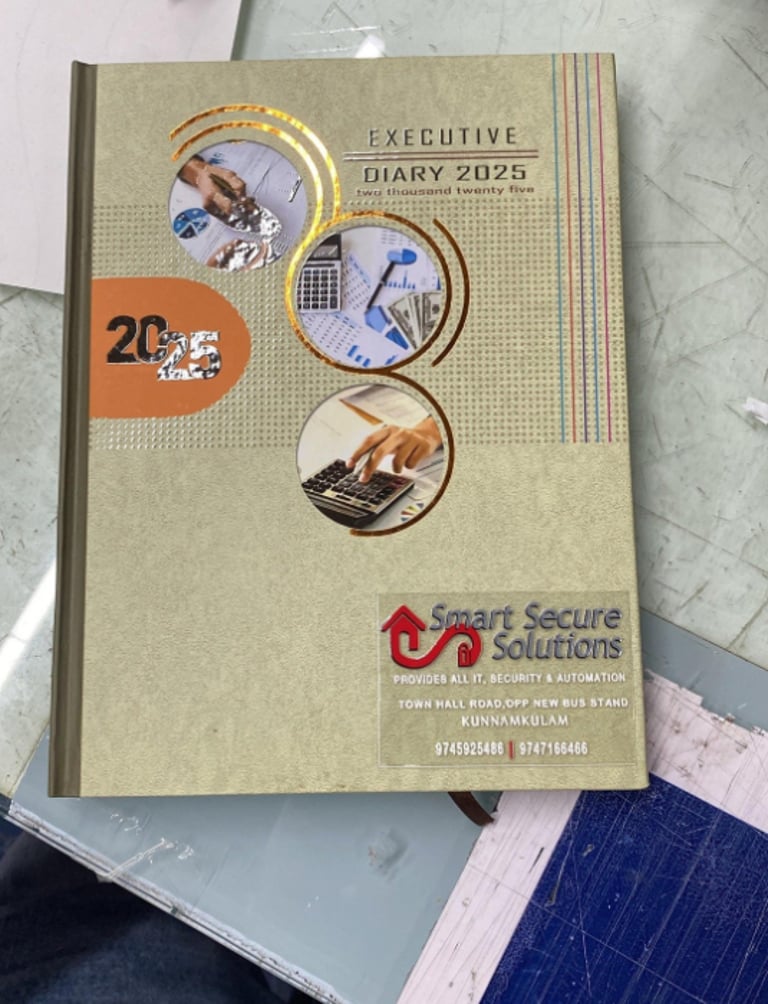 EXECUTIVE
DIARY 2025
two thousand twenty five
2025
Smart Secure
Solutions
PROVIDES ALL IT, SECURITY & AUTOMATION
TOWN HALL ROAD,OPP NEW BUS STAND
KUNNAMKULAM
9745925486 | 9747166466